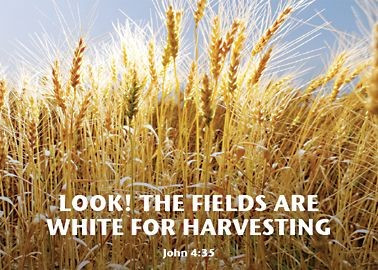 LOOK! THE FIELDS ARE
WHITE FOR HARVESTING
John 4:35